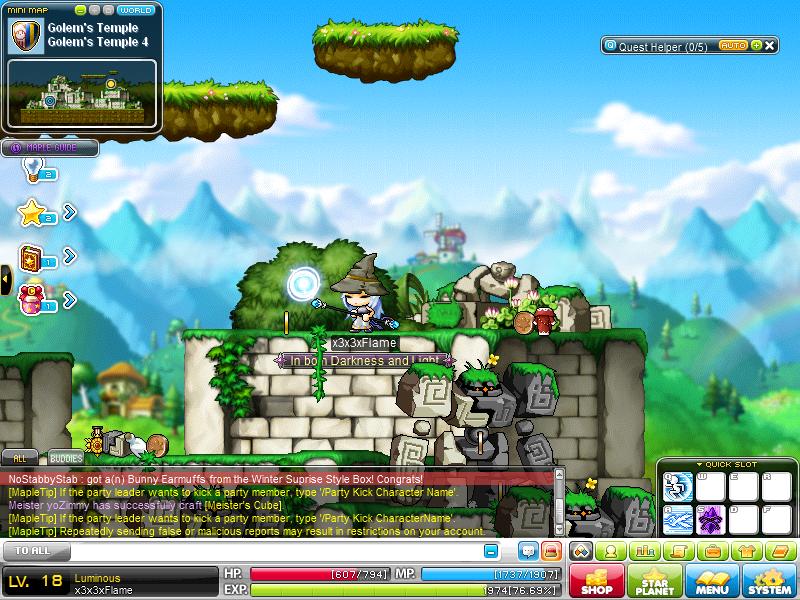 MINI MAP
WORLD
Golem's Temple
Golem's Temple 4
Quest Helper (0/5)
AUTO
MAPLE GUIDE
2
2
1
1
x3x3xFlame
In both Darkness and Light
ALL
BUDDIES
NoStabbyStab : got a(n) Bunny Earmuffs from the Winter Suprise Style Box! Congrats!
[MapleTip] If the party leader wants to kick a party member, type '/Party Kick Character Name'.
Meister yoZimmy has successfully craft [Meister's Cube].
[MapleTip] If the party leader wants to kick a party member, type '/Party Kick CharacterName'.
[MapleTip] Repeatedly sending false or malicious reports may result in restrictions on your account.
QUICK SLOT
W
E
R
D
F
TO ALL
LV. 18
Luminous
x3x3xFlame
HP. [607/794]
MP. [1737/1907]
EXP. 974[76.69%]
SHOP
STAR PLANET
MENU
SYSTEM